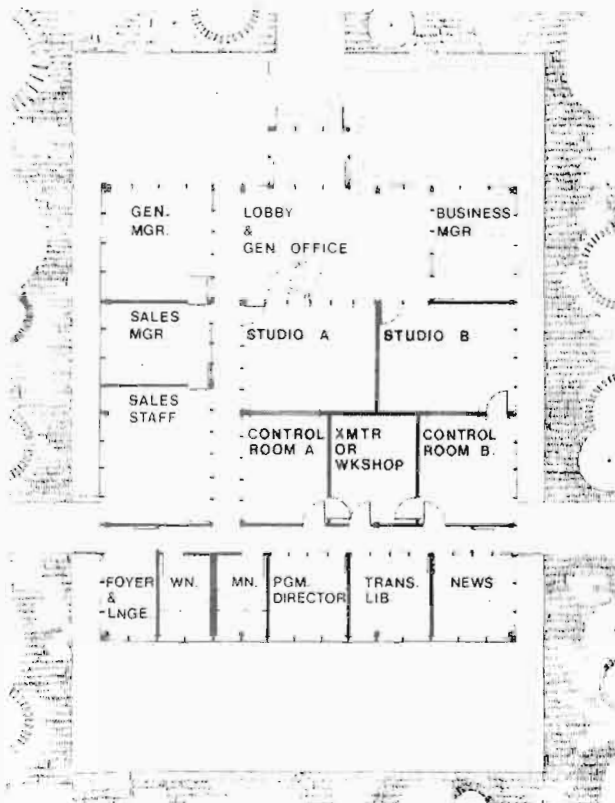 GEN.
MGR.
LOBBY
&
GEN. OFFICE
BUSINESS
MGR
SALES
MGR
STUDIO A
STUDIO B
SALES
STAFF
CONTROL
ROOM A
XMTR
OR
WKSHOP
CONTROL
ROOM B.
FOYER
&
LNGE
WN.
MN.
PGM.
DIRECTOR
TRANS.
LIB.
NEWS